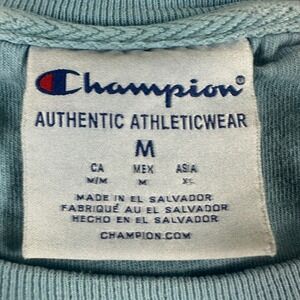 Champion®
AUTHENTIC ATHLETICWEAR
M
CA MEX ASIA
M/M M XL
MADE IN EL SALVADOR
FABRIQUÉ AU EL SALVADOR
HECHO EN EL SALVADOR
CHAMPION.COM